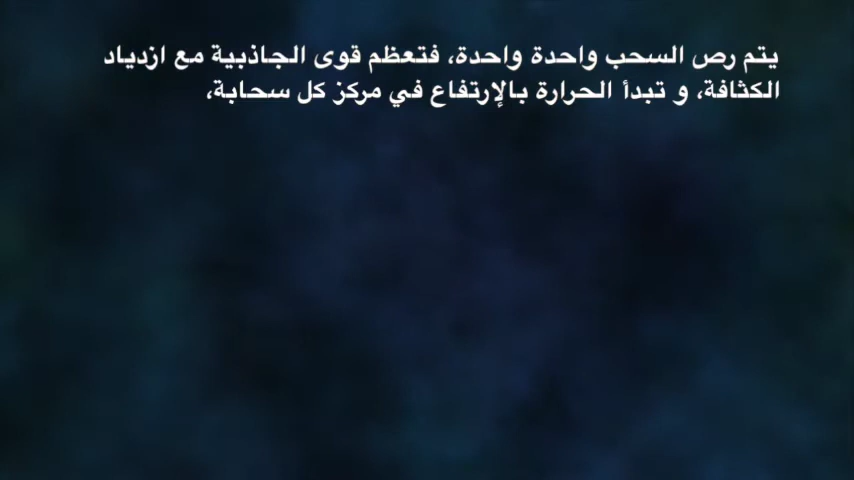 يتم رص السحب واحدة واحدة، فتعظم قوى الجاذبية مع ازدياد
الكثافة، و تبدأ الحرارة بالإرتفاع في مركز كل سحابة،